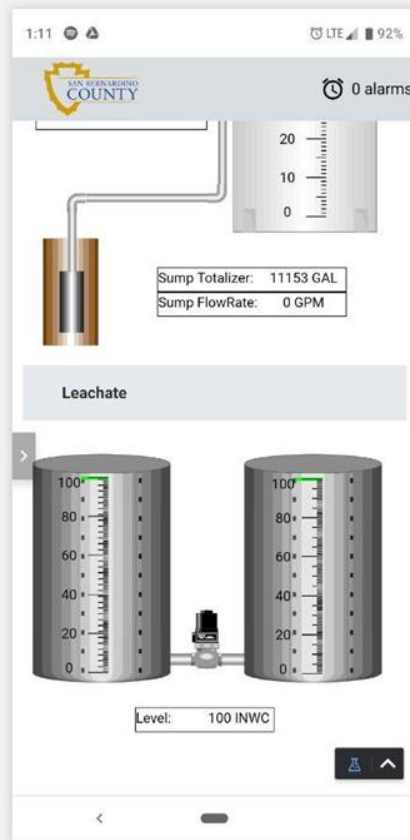 1:11 LTE 92%
SAN BERNARDINO
COUNTY
0 alarms
20
10
0
Sump Totalizer: 11153 GAL
Sump FlowRate: 0 GPM
Leachate
100 100
80 80
60 60
40 40
20 20
0 0
Level: 100 INWC